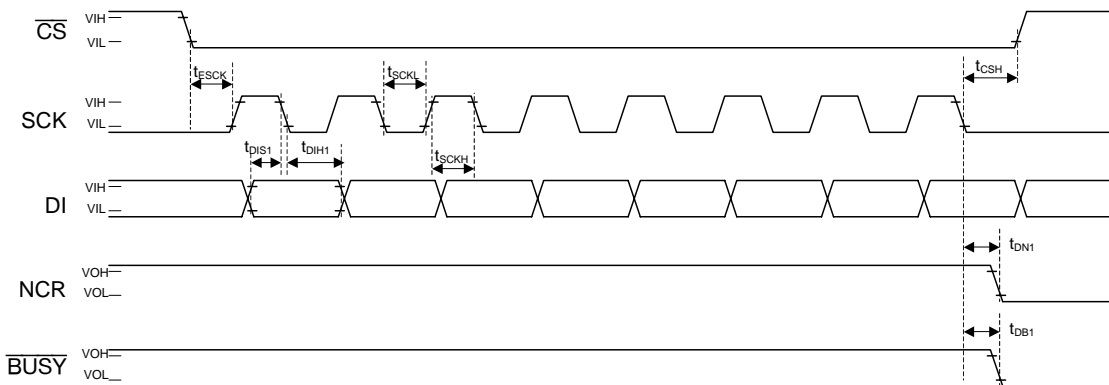 CS
VIH
VIL
tESCK
tSCKL
tCSH
SCK
VIH
VIL
tDIS1
tDIH1
tSCKH
DI
VIH
VIL
tDN1
NCR
VOH
VOL
tDB1
BUSY
VOH
VOL